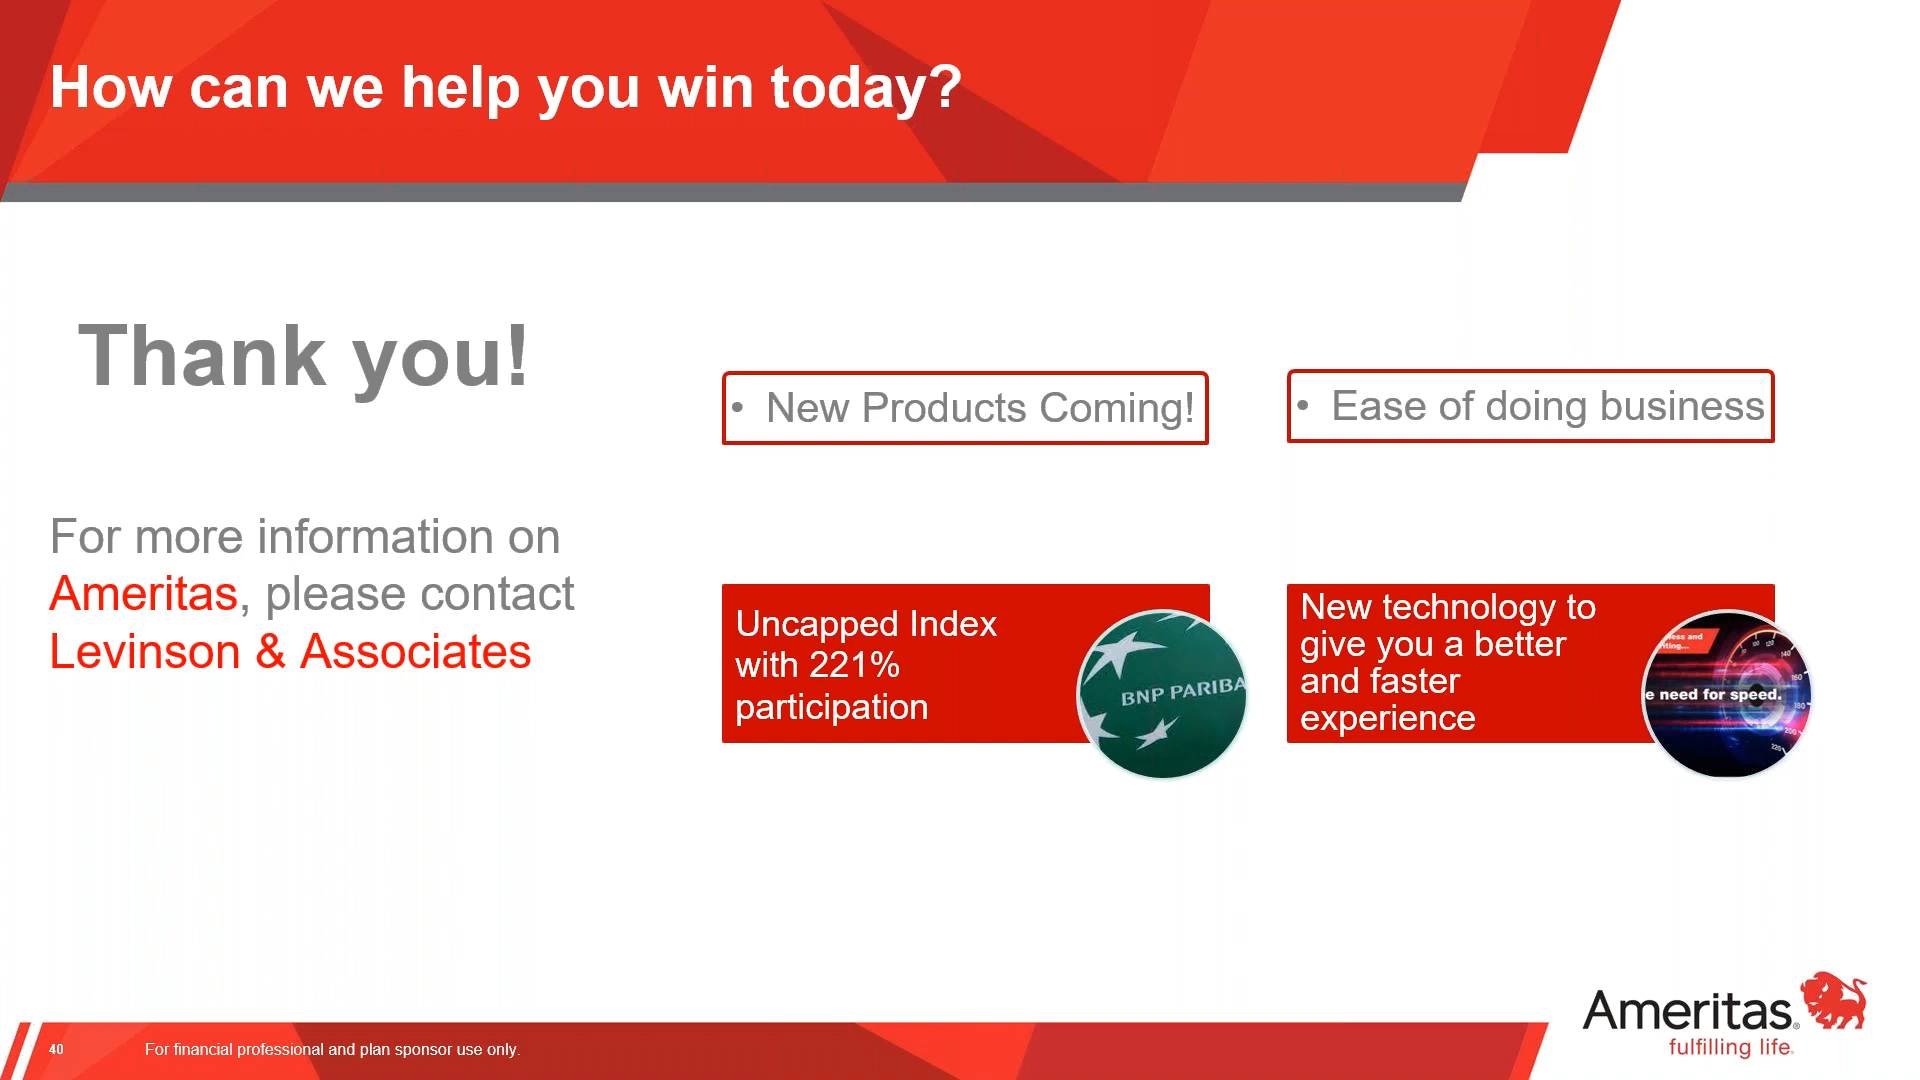 How can we help you win today?
Thank you!
For more information on
Ameritas, please contact
Levinson & Associates
• New Products Coming!
• Ease of doing business
Uncapped Index
with 221%
participation
BNP PARIBA
New technology to
give you a better
and faster
experience
e need for speed.
40
For financial professional and plan sponsor use only.
Ameritas®
fulfilling life.